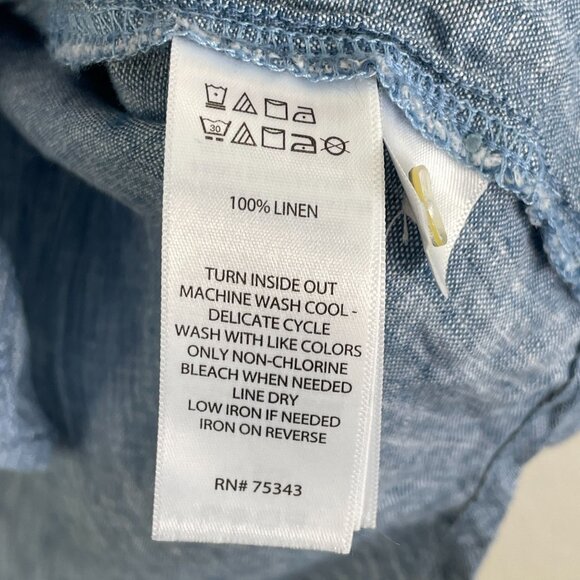 30
100% LINEN
TURN INSIDE OUT
MACHINE WASH COOL -
DELICATE CYCLE
WASH WITH LIKE COLORS
ONLY NON-CHLORINE
BLEACH WHEN NEEDED
LINE DRY
LOW IRON IF NEEDED
IRON ON REVERSE
RN# 75343